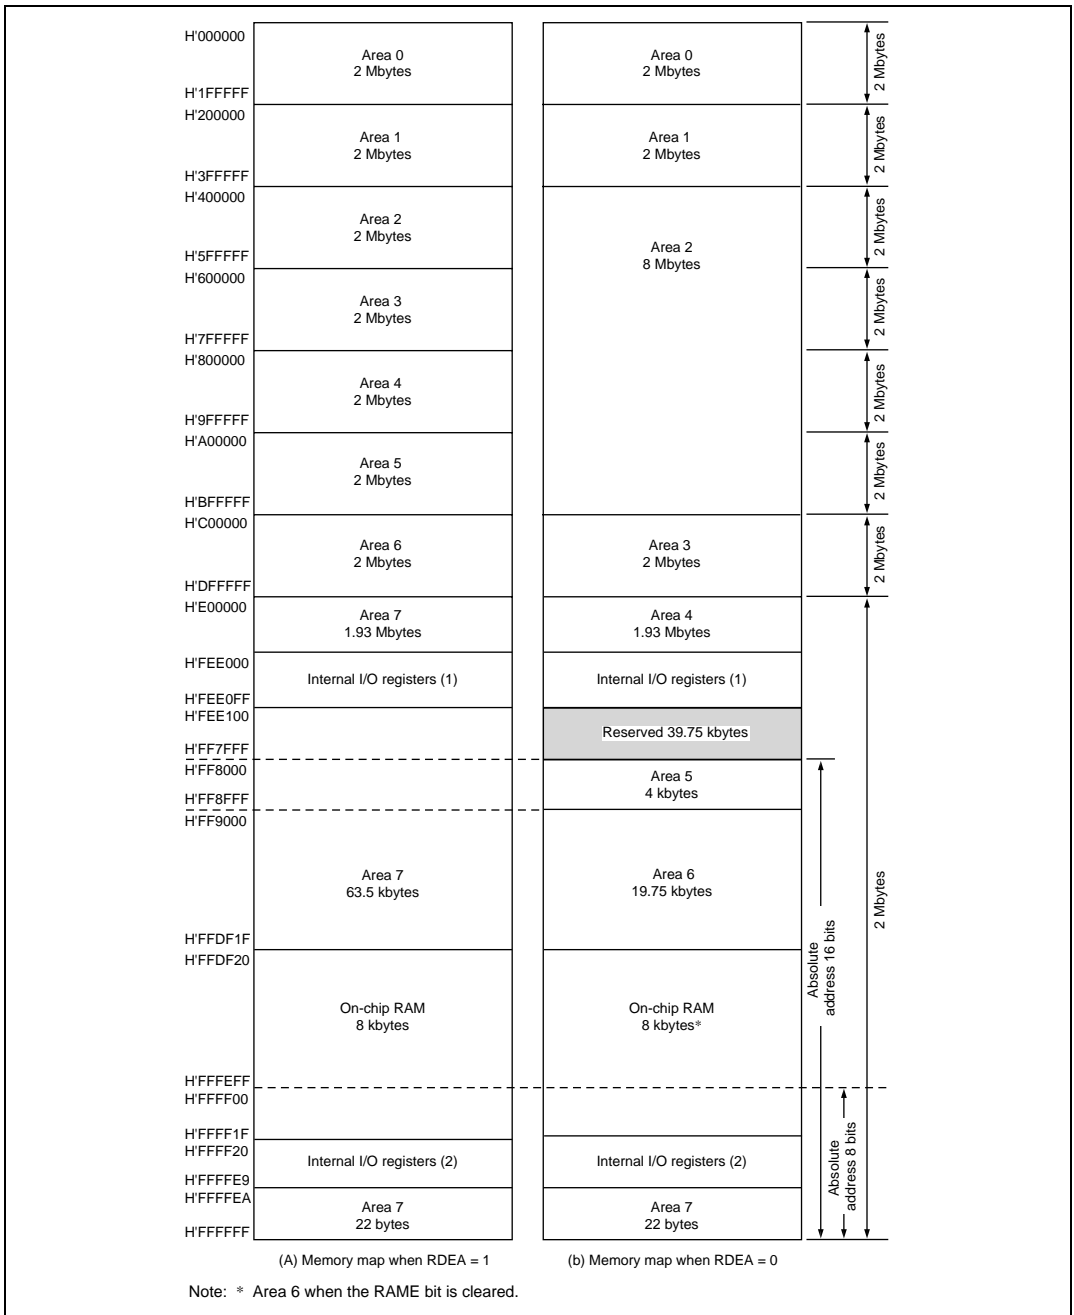 H'000000
H'1FFFFF
H'200000
H'3FFFFF
H'400000
H'5FFFFF
H'600000
H'7FFFFF
H'800000
H'9FFFFF
H'A00000
H'BFFFFF
H'C00000
H'DFFFFF
H'E00000
H'FEE000
H'FEE0FF
H'FEE100
H'FF7FFF
H'FF8000
H'FF8FFF
H'FF9000
H'FFDF1F
H'FFDF20
H'FFFEFF
H'FFFF00
H'FFFF1F
H'FFFF20
H'FFFFE9
H'FFFFEA
H'FFFFFF
Area 0
2 Mbytes
Area 1
2 Mbytes
Area 2
2 Mbytes
Area 3
2 Mbytes
Area 4
2 Mbytes
Area 5
2 Mbytes
Area 6
2 Mbytes
Area 7
1.93 Mbytes
Internal I/O registers (1)
Area 7
63.5 kbytes
On-chip RAM
8 kbytes
Internal I/O registers (2)
Area 7
22 bytes
(A) Memory map when RDEA = 1
Area 0
2 Mbytes
Area 1
2 Mbytes
Area 2
8 Mbytes
Area 3
2 Mbytes
Area 4
1.93 Mbytes
Internal I/O registers (1)
Reserved 39.75 kbytes
Area 5
4 kbytes
Area 6
19.75 kbytes
On-chip RAM
8 kbytes*
Internal I/O registers (2)
Area 7
22 bytes
(b) Memory map when RDEA = 0
2 Mbytes
2 Mbytes
2 Mbytes
2 Mbytes
2 Mbytes
2 Mbytes
2 Mbytes
2 Mbytes
Absolute
address 16 bits
Absolute
address 8 bits
Note: * Area 6 when the RAME bit is cleared.